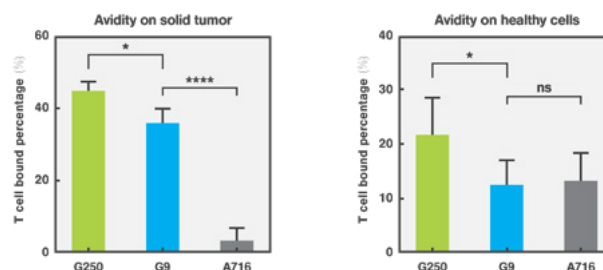 Avidity on solid tumor
T cell bound percentage (%)
60
40
20
0
*
****
G250 G9 A716
Avidity on healthy cells
T cell bound percentage (%)
40
30
20
10
0
*
ns
G250 G9 A716